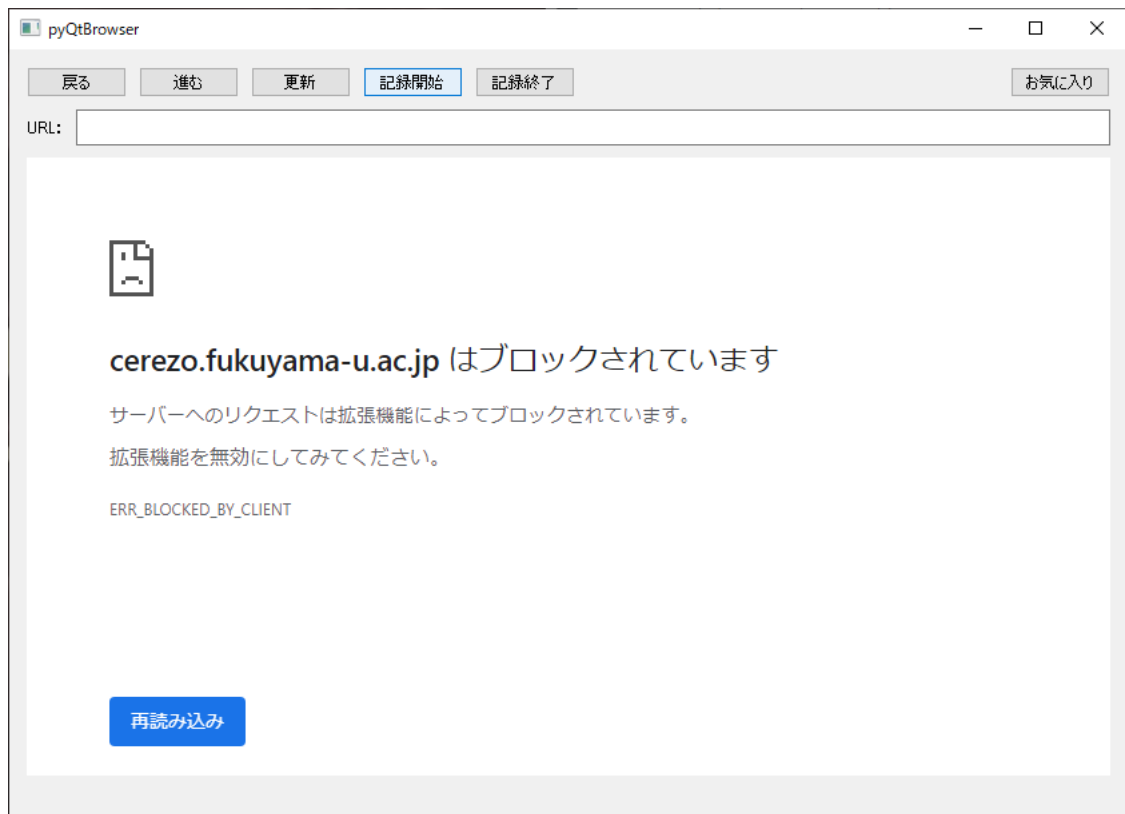 pyQtBrowser
戻る 進む 更新 記録開始 記録終了 お気に入り
URL:
cerezo.fukuyama-u.ac.jp はブロックされています
サーバーへのリクエストは拡張機能によってブロックされています。
拡張機能を無効にしてみてください。
ERR_BLOCKED_BY_CLIENT
再読み込み